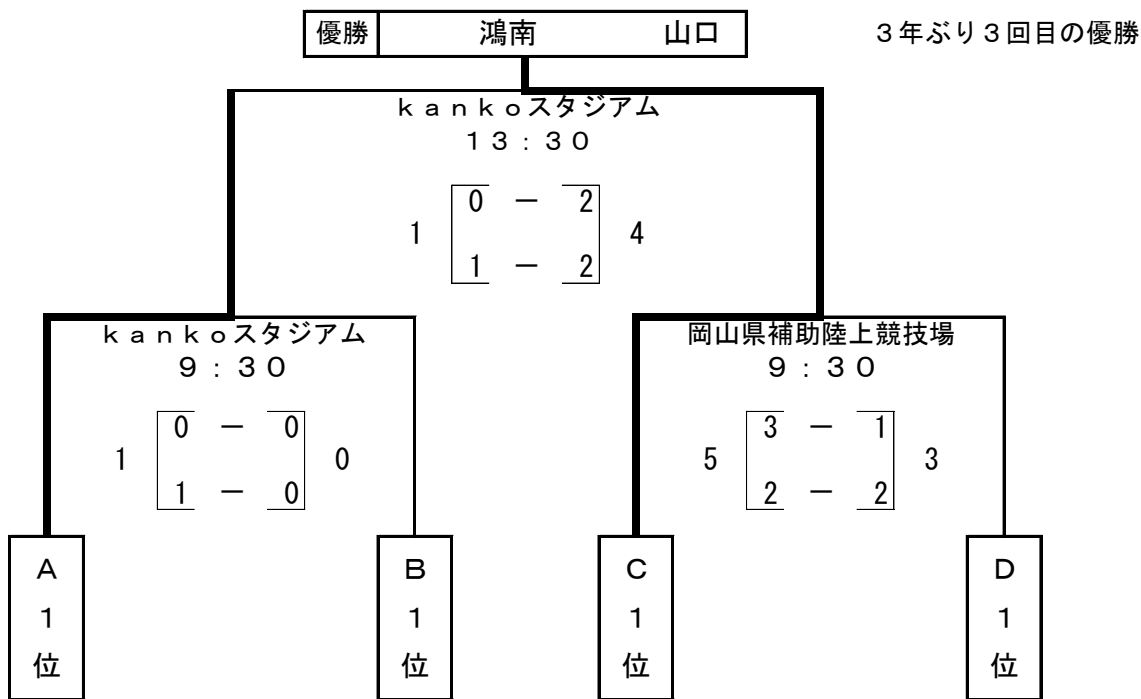 優勝 鴻南 山口 ３年ぶり３回目の優勝
ｋａｎｋｏスタジアム
１３：３０
0 － 2
1 4
1 － 2
ｋａｎｋｏスタジアム 岡山県補助陸上競技場
９：３０ ９：３０
0 － 0 3 － 1
1 0 5 3
1 － 0 2 － 2
Ａ Ｂ Ｃ Ｄ
１ １ １ １
位 位 位 位